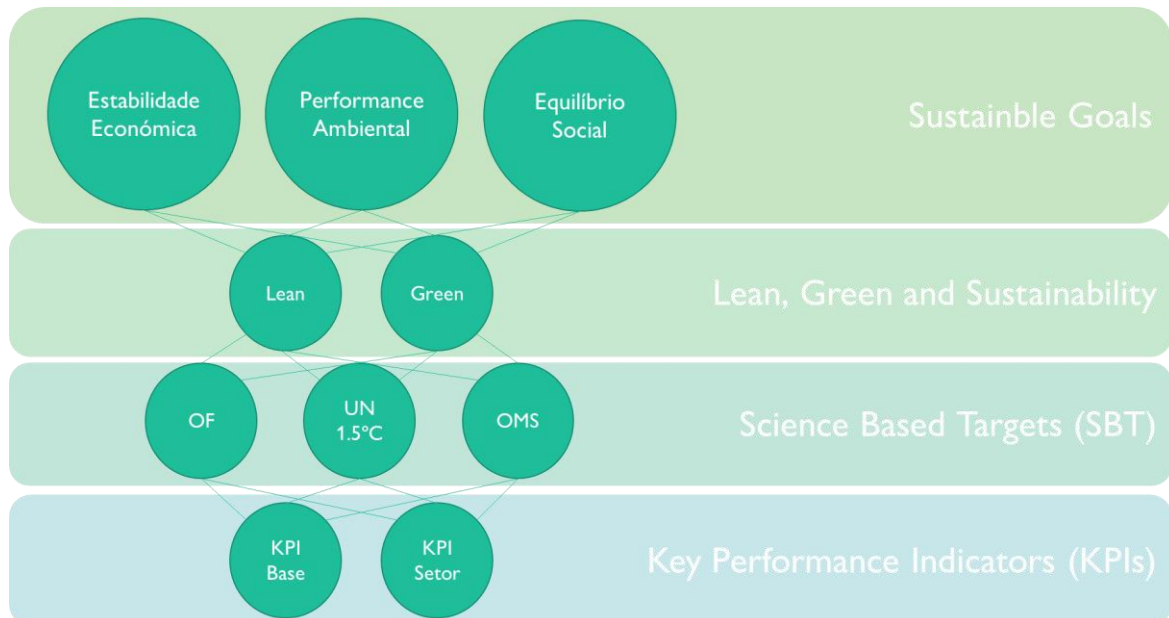 Estabilidade
Económica
Performance
Ambiental
Equilíbrio
Social
Sustainble Goals
Lean
Green
Lean, Green and Sustainability
OF
UN
1.5ºC
OMS
Science Based Targets (SBT)
KPI
Base
KPI
Setor
Key Performance Indicators (KPIs)